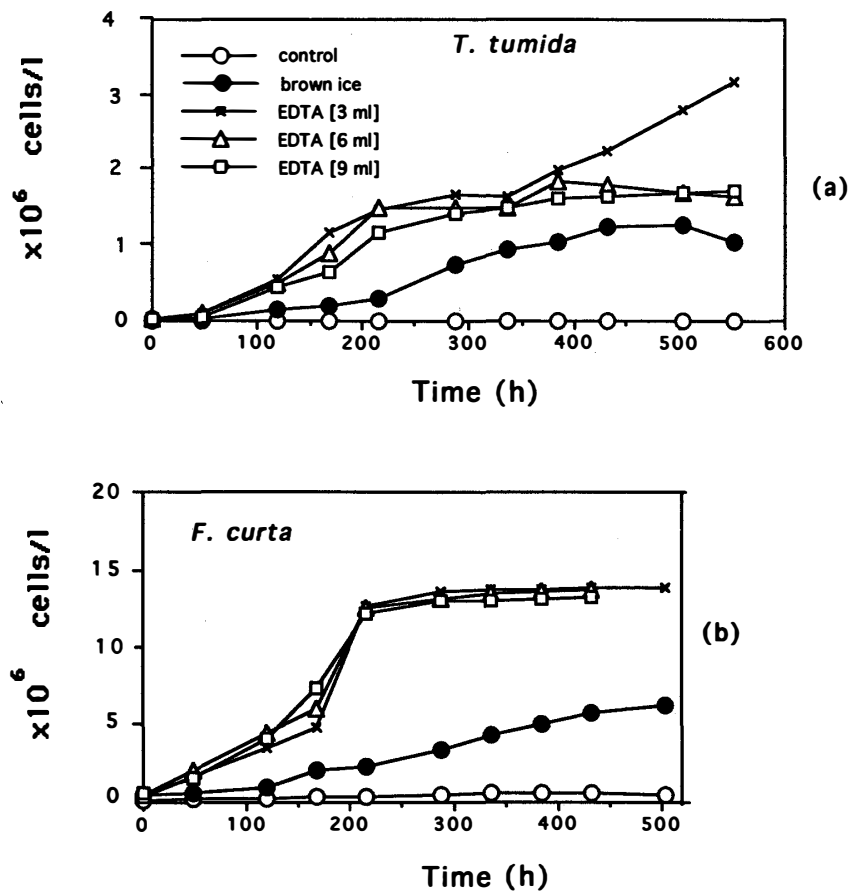 T. tumida
control
brown ice
EDTA [3 ml]
EDTA [6 ml]
EDTA [9 ml]
x10⁶ cells/l
4
3
2
1
0
0 100 200 300 400 500 600
Time (h)
(a)
F. curta
x10⁶ cells/l
20
15
10
5
0
0 100 200 300 400 500
Time (h)
(b)